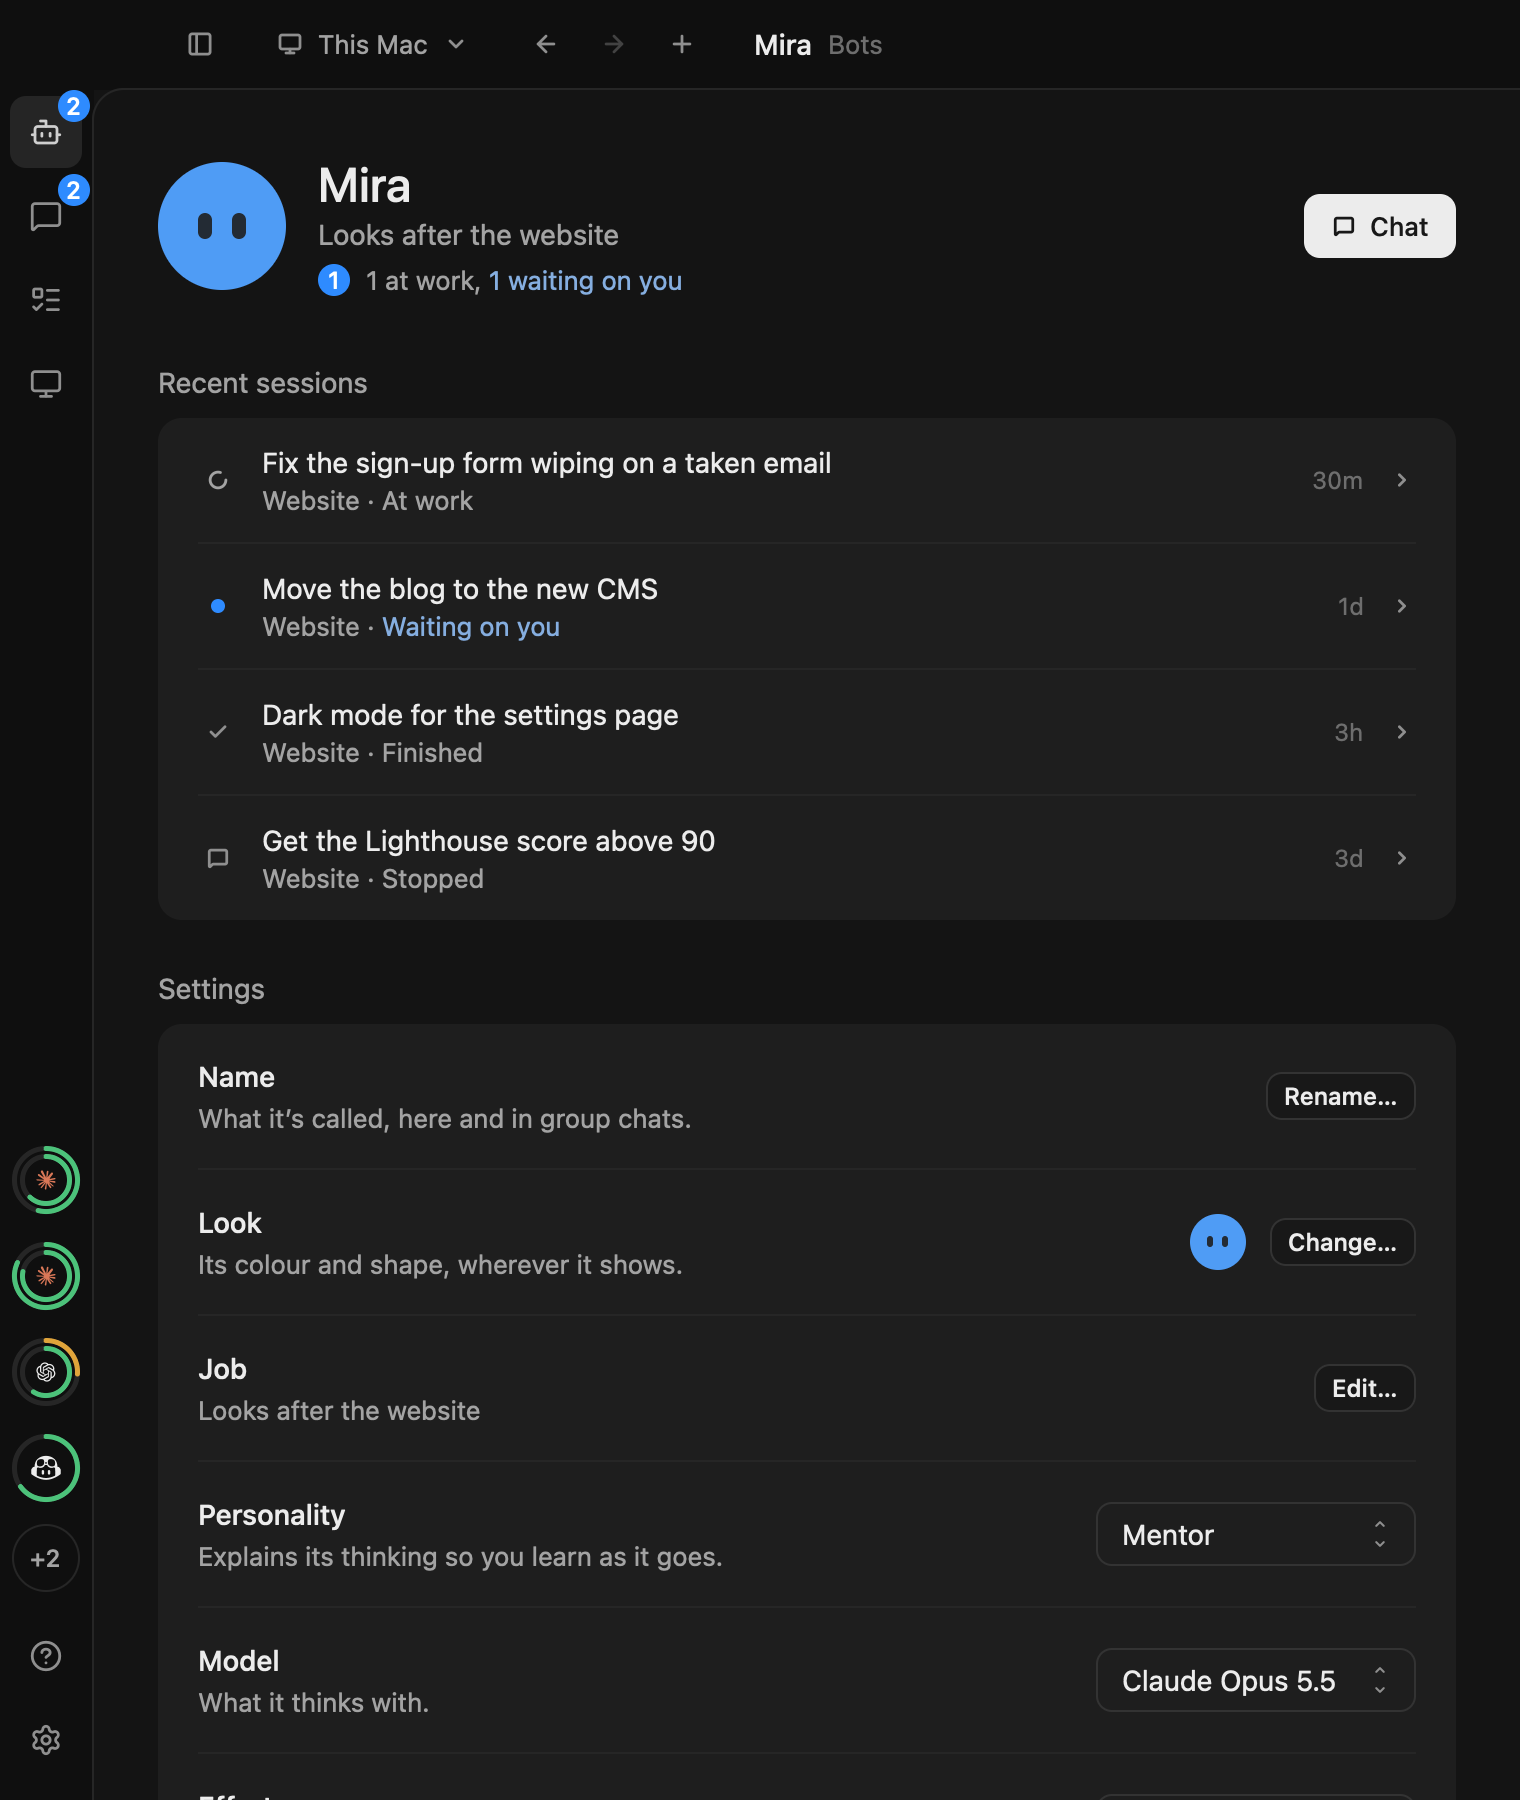 This Mac
Mira Bots
2
2
Mira
Looks after the website
1 1 at work, 1 waiting on you
Chat
Recent sessions
Fix the sign-up form wiping on a taken email
Website · At work
30m
Move the blog to the new CMS
Website · Waiting on you
1d
Dark mode for the settings page
Website · Finished
3h
Get the Lighthouse score above 90
Website · Stopped
3d
Settings
Name
What it’s called, here and in group chats.
Rename...
Look
Its colour and shape, wherever it shows.
Change...
Job
Looks after the website
Edit...
Personality
Explains its thinking so you learn as it goes.
Mentor
Model
What it thinks with.
Claude Opus 5.5
+2